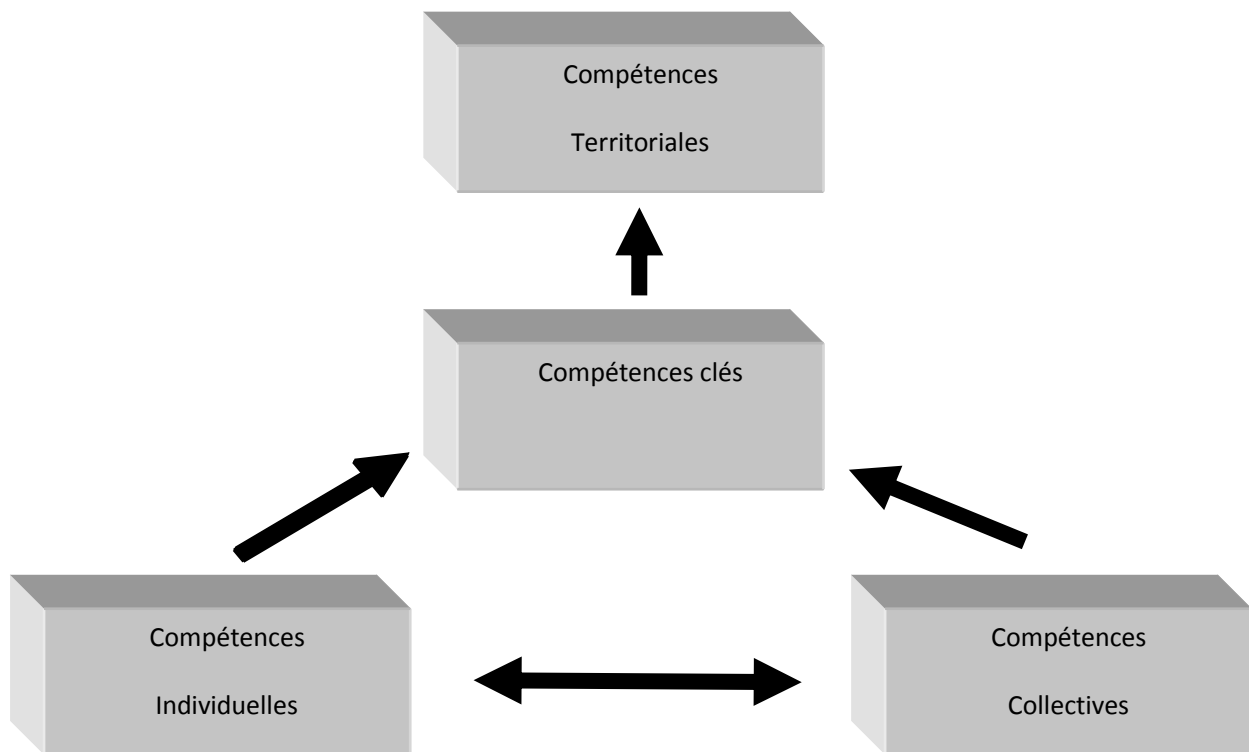 Compétences
Territoriales
Compétences clés
Compétences
Individuelles
Compétences
Collectives